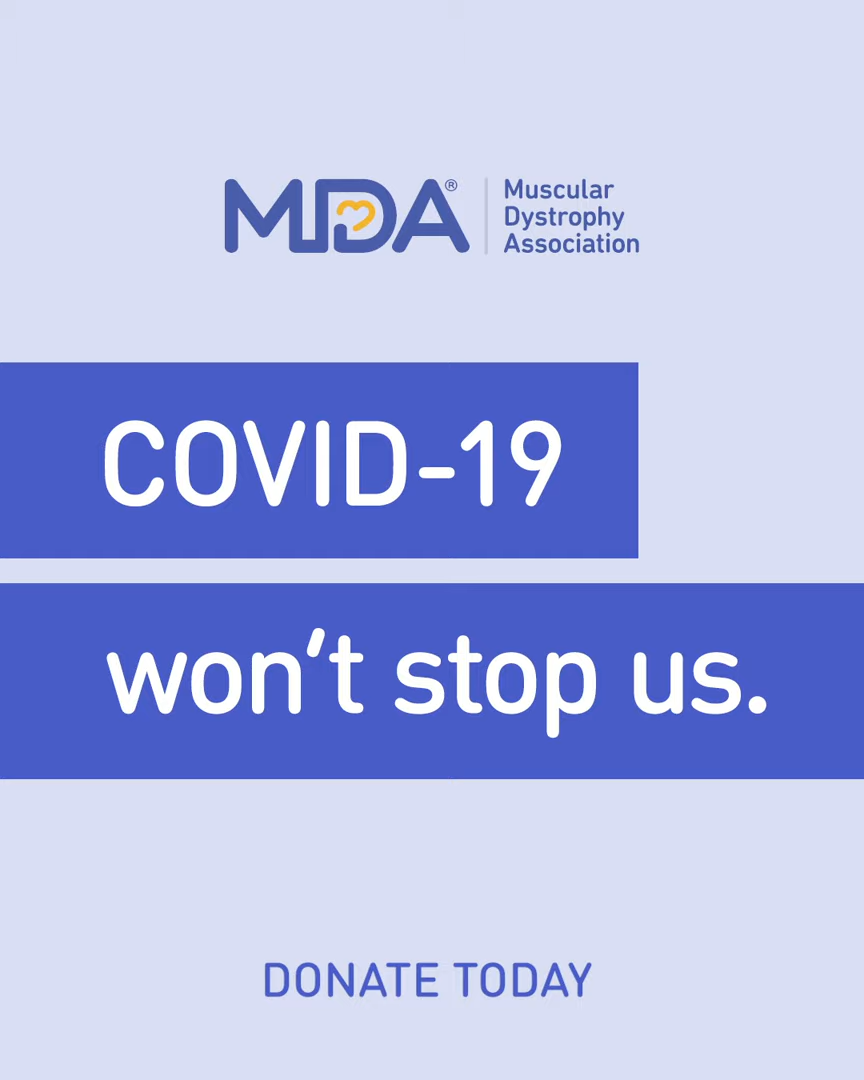 MDA®
Muscular
Dystrophy
Association
COVID-19
won't stop us.
DONATE TODAY